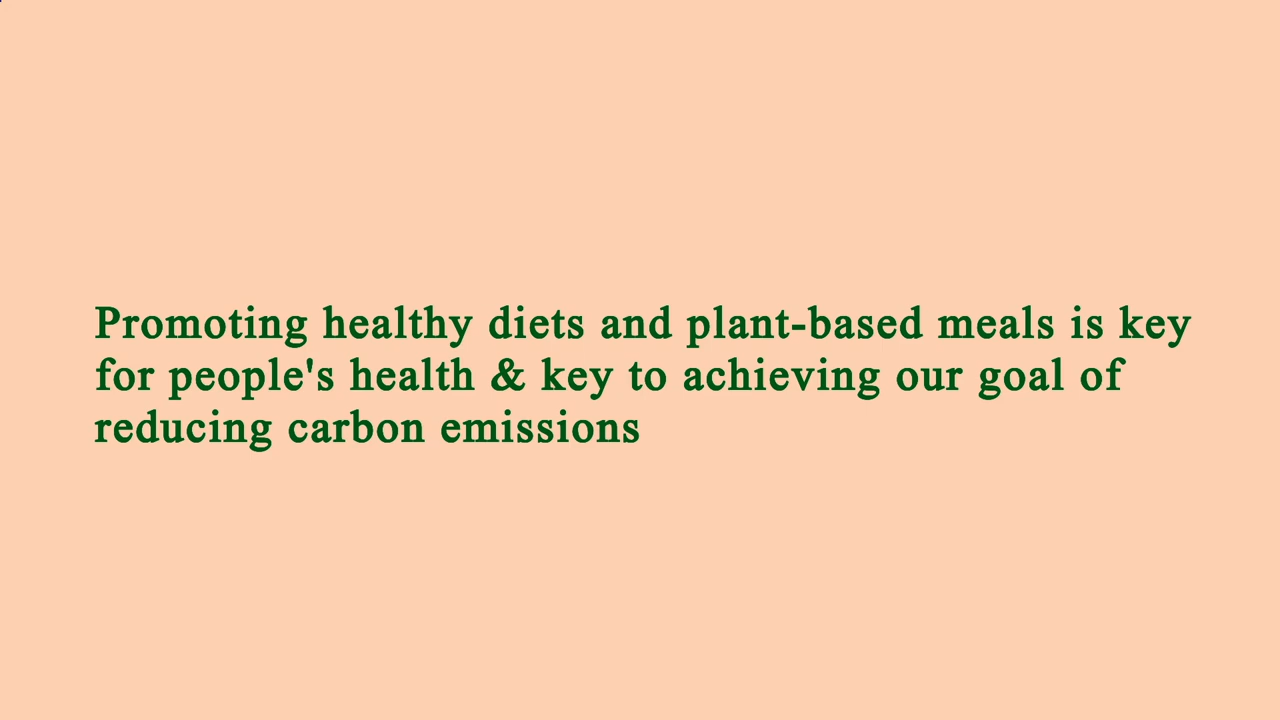 Promoting healthy diets and plant-based meals is key
for people's health & key to achieving our goal of
reducing carbon emissions